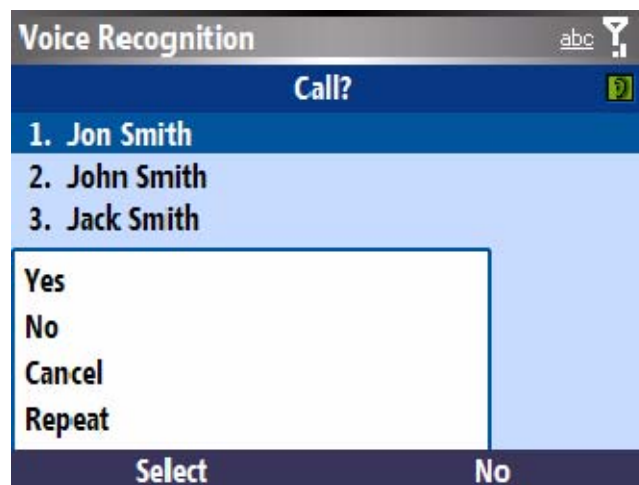 Voice Recognition abc
Call?
1. Jon Smith
2. John Smith
3. Jack Smith
Yes
No
Cancel
Repeat
Select No